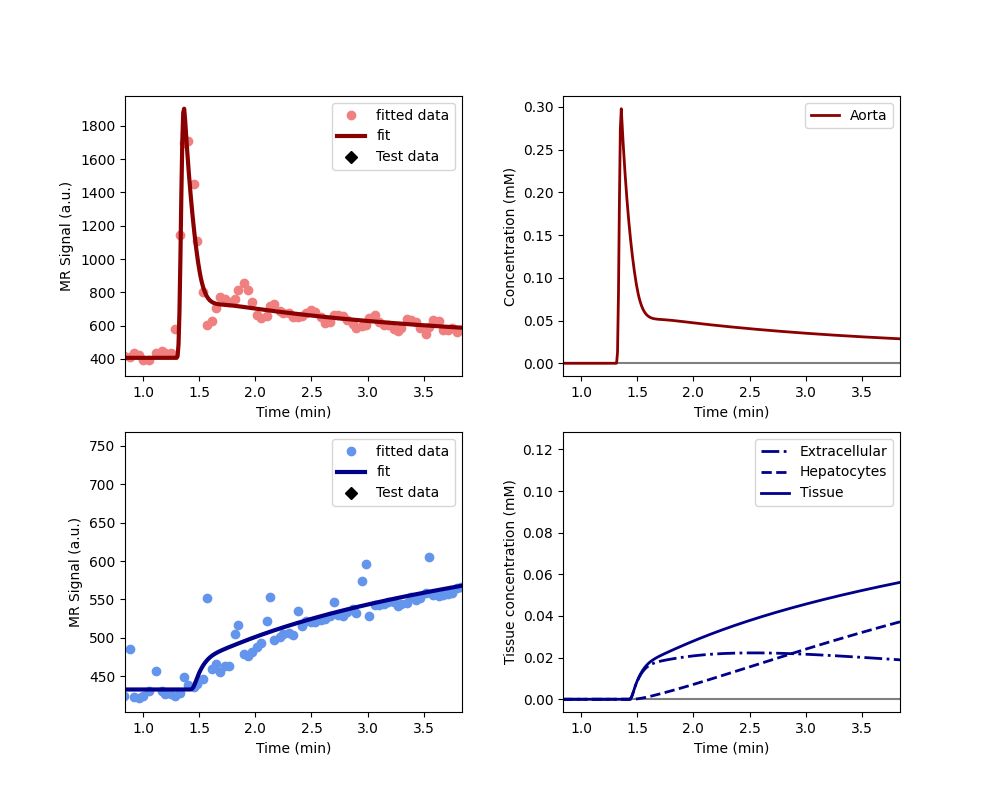 MR Signal (a.u.)
1800
1600
1400
1200
1000
800
600
400
1.0 1.5 2.0 2.5 3.0 3.5
Time (min)
fitted data
fit
Test data
Concentration (mM)
0.30
0.25
0.20
0.15
0.10
0.05
0.00
1.0 1.5 2.0 2.5 3.0 3.5
Time (min)
Aorta
MR Signal (a.u.)
750
700
650
600
550
500
450
1.0 1.5 2.0 2.5 3.0 3.5
Time (min)
fitted data
fit
Test data
Tissue concentration (mM)
0.12
0.10
0.08
0.06
0.04
0.02
0.00
1.0 1.5 2.0 2.5 3.0 3.5
Time (min)
Extracellular
Hepatocytes
Tissue